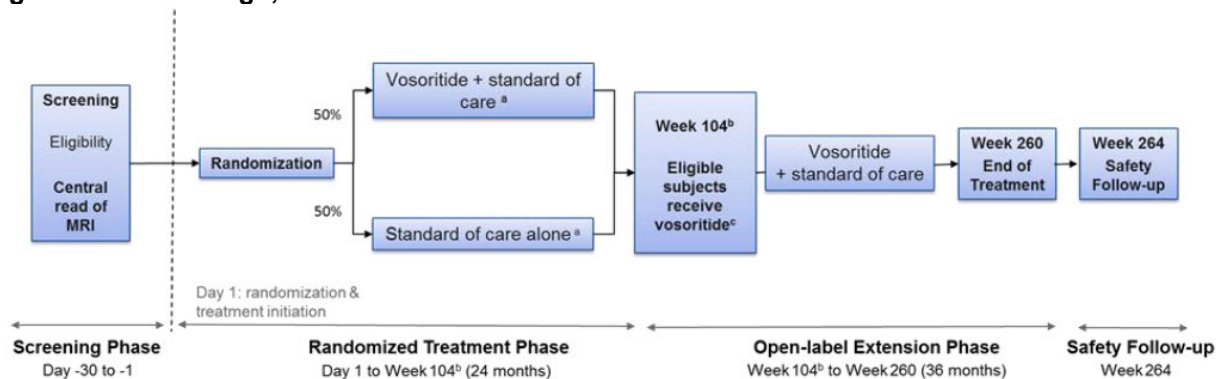 Screening
Eligibility
Central
read of
MRI
Randomization
50%
50%
Vosoritide + standard of
care a
Standard of care alone a
Week 104b
Eligible
subjects
receive
vosoritidec
Vosoritide
+ standard of care
Week 260
End of
Treatment
Week 264
Safety
Follow-up
Day 1: randomization &
treatment initiation
Screening Phase
Day -30 to -1
Randomized Treatment Phase
Day 1 to Week 104b (24 months)
Open-label Extension Phase
Week 104b to Week 260 (36 months)
Safety Follow-up
Week 264